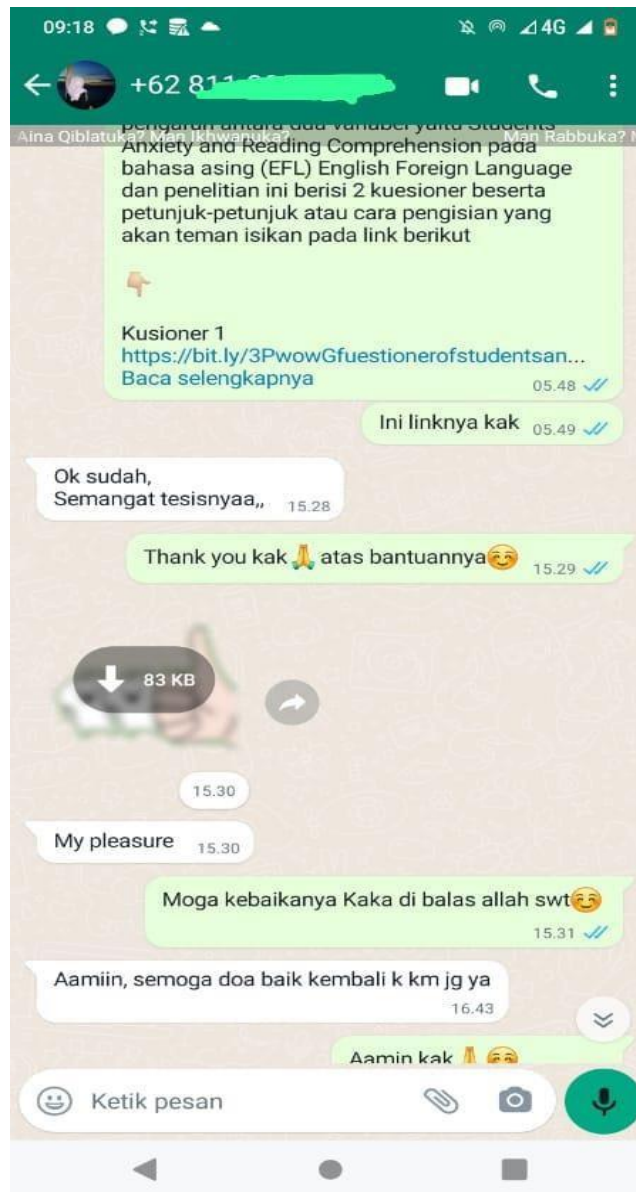 09:18
4G
+62 811
Aina Qiblatuka? Man Ikhwanuka?
Man Rabbuka?
Anxiety and Reading Comprehension pada
bahasa asing (EFL) English Foreign Language
dan penelitian ini berisi 2 kuesioner beserta
petunjuk-petunjuk atau cara pengisian yang
akan teman isikan pada link berikut
Kusioner 1
https://bit.ly/3PwowGfuestionerofstudentsan...
Baca selengkapnya
05.48
Ini linknya kak 05.49
Ok sudah,
Semangat tesisnyaa,, 15.28
Thank you kak atas bantuannya 15.29
83 KB
15.30
My pleasure 15.30
Moga kebaikanya Kaka di balas allah swt
15.31
Aamiin, semoga doa baik kembali k km jg ya
16.43
Aamin kak
Ketik pesan